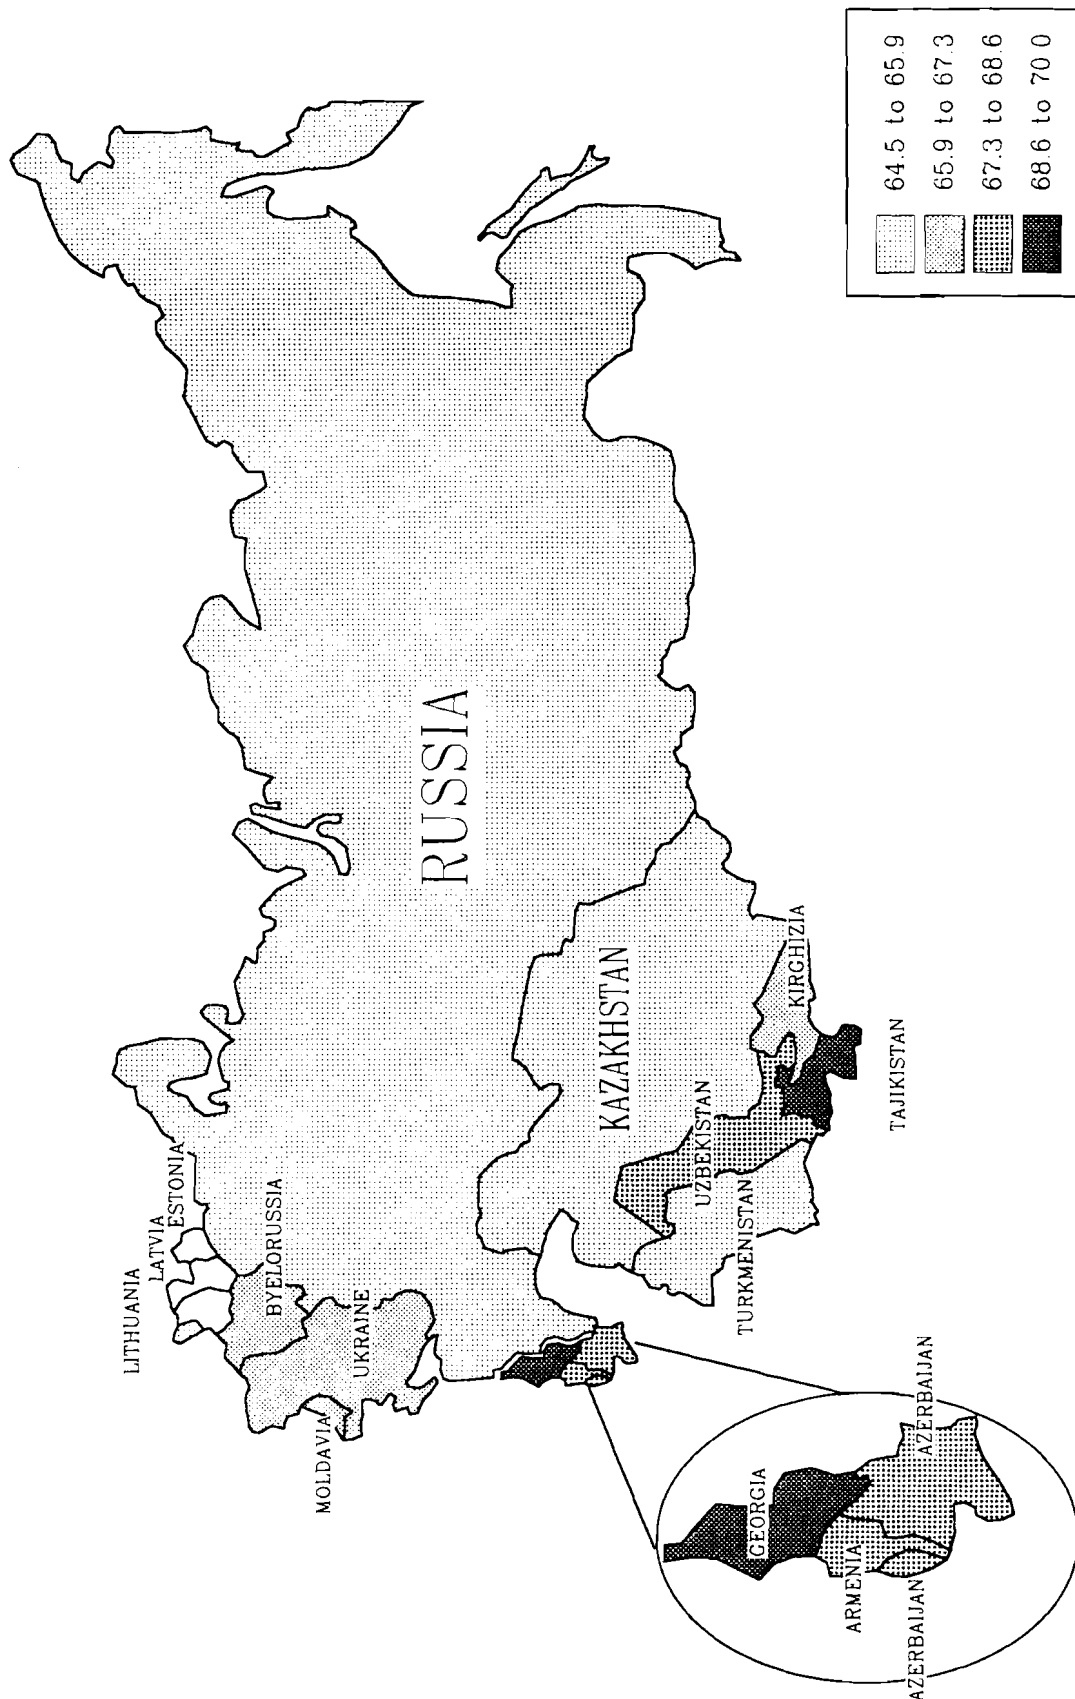 LITHUANIA
LATVIA
ESTONIA
BYELORUSSIA
UKRAINE
MOLDAVIA
RUSSIA
KAZAKHSTAN
UZBEKISTAN
TURKMENISTAN
KIRGHIZIA
TAJIKISTAN
GEORGIA
ARMENIA
AZERBAIJAN
AZERBAIJAN
64.5 to 65.9
65.9 to 67.3
67.3 to 68.6
68.6 to 70 0